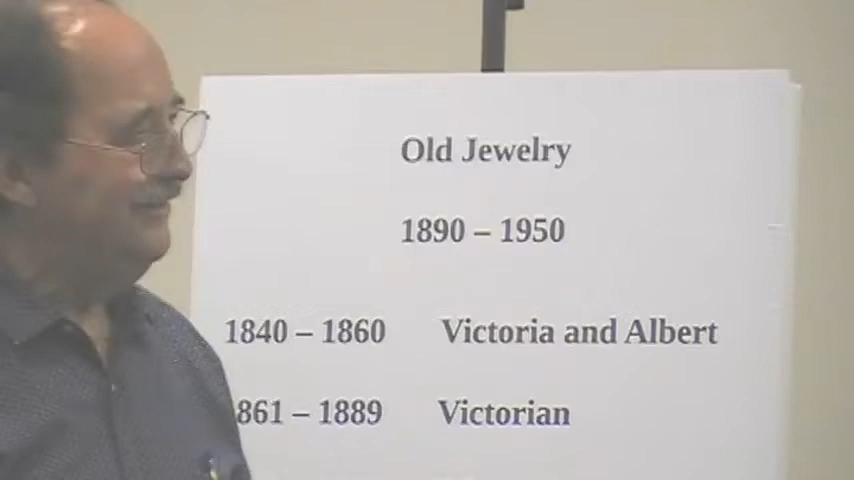 Old Jewelry
1890 – 1950
1840 – 1860 Victoria and Albert
861 – 1889 Victorian